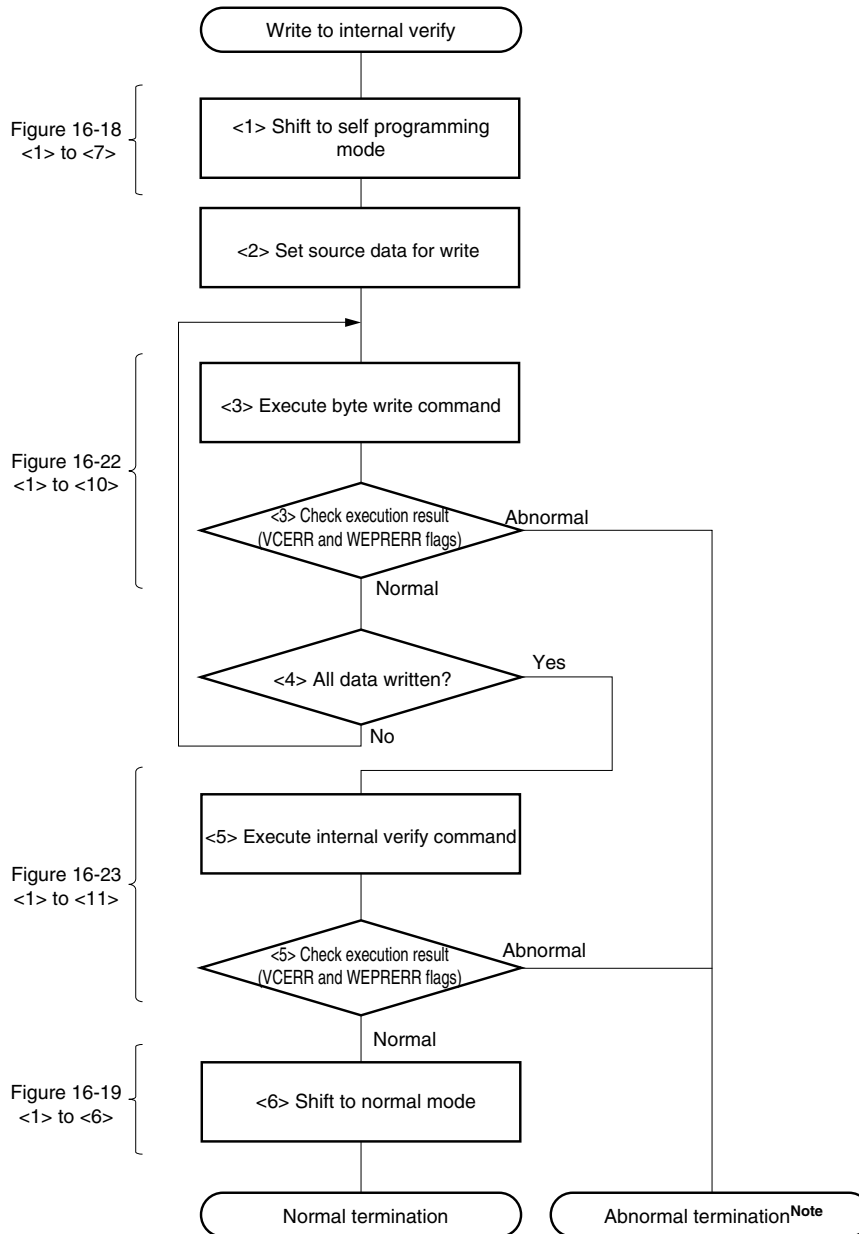 Write to internal verify
Figure 16-18
<1> to <7>
<1> Shift to self programming
mode
<2> Set source data for write
Figure 16-22
<1> to <10>
<3> Execute byte write command
<3> Check execution result
(VCERR and WEPRERR flags)
Abnormal
Normal
<4> All data written?
Yes
No
Figure 16-23
<1> to <11>
<5> Execute internal verify command
<5> Check execution result
(VCERR and WEPRERR flags)
Abnormal
Normal
Figure 16-19
<1> to <6>
<6> Shift to normal mode
Normal termination
Abnormal terminationNote